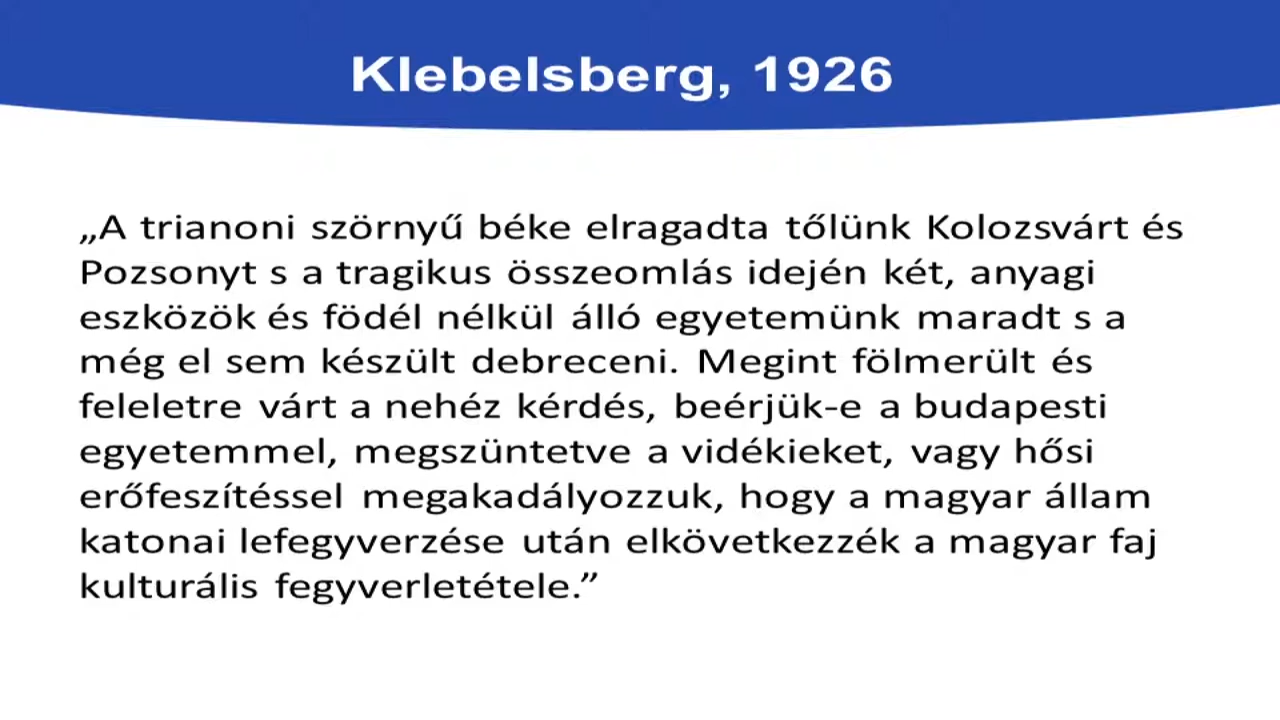 Klebelsberg, 1926
„A trianoni szörnyű béke elragadta tőlünk Kolozsvárt és
Pozsonyt s a tragikus összeomlás idején két, anyagi
eszközök és födél nélkül álló egyetemünk maradt s a
még el sem készült debreceni. Megint fölmerült és
feleletre várt a nehéz kérdés, beérjük-e a budapesti
egyetemmel, megszüntetve a vidékieket, vagy hősi
erőfeszítéssel megakadályozzuk, hogy a magyar állam
katonai lefegyverzése után elkövetkezzék a magyar faj
kulturális fegyverletétele.”